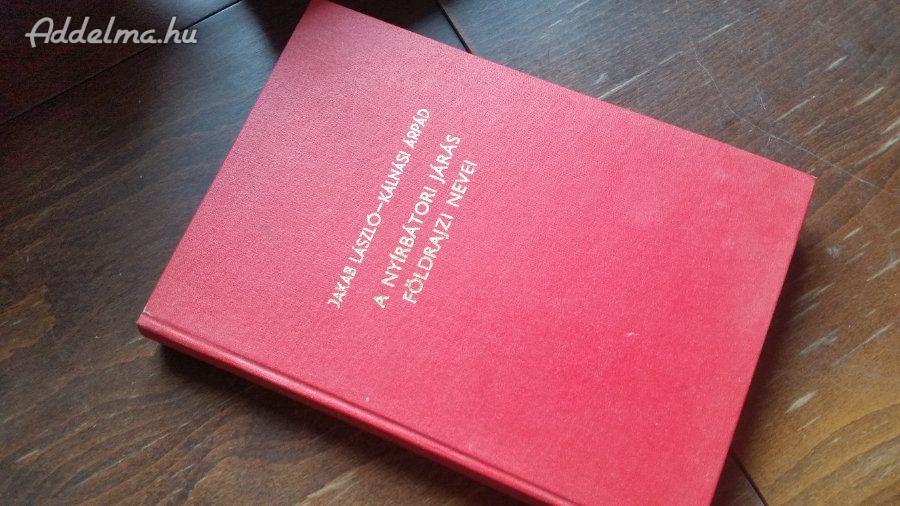 Addelma.hu
JAKAB LÁSZLÓ–KÁLNÁSI ÁRPÁD
A NYÍRBÁTORI JÁRÁS
FÖLDRAJZI NEVEI